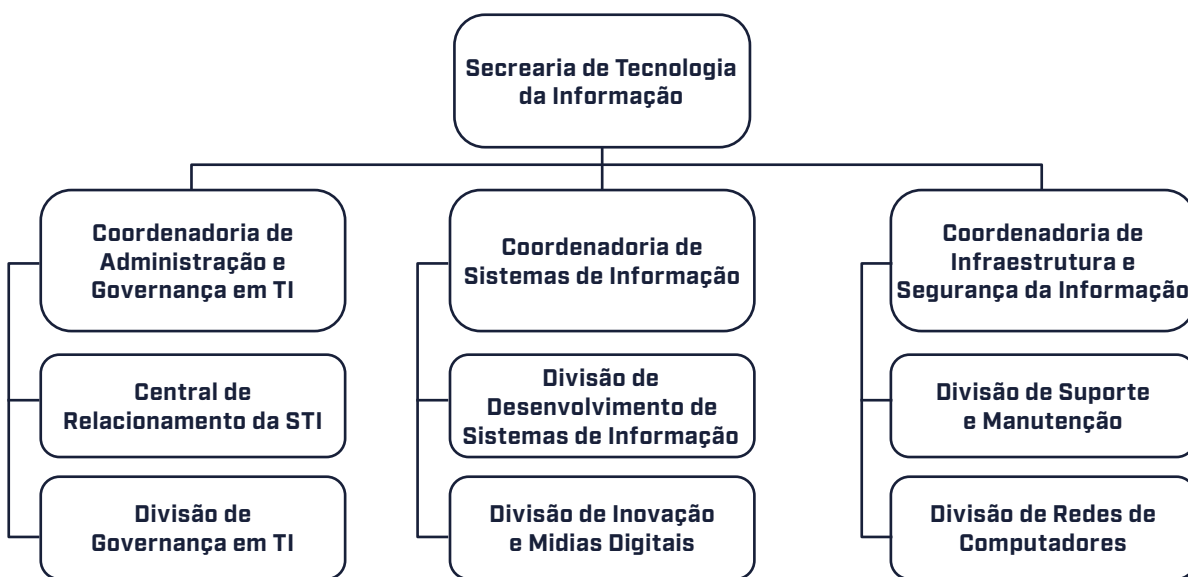 Secrearia de Tecnologia
da Informação
Coordenadoria de
Administração e
Governança em TI
Coordenadoria de
Sistemas de Informação
Coordenadoria de
Infraestrutura e
Segurança da Informação
Central de
Relacionamento da STI
Divisão de
Desenvolvimento de
Sistemas de Informação
Divisão de Suporte
e Manutenção
Divisão de
Governança em TI
Divisão de Inovação
e Midias Digitais
Divisão de Redes de
Computadores